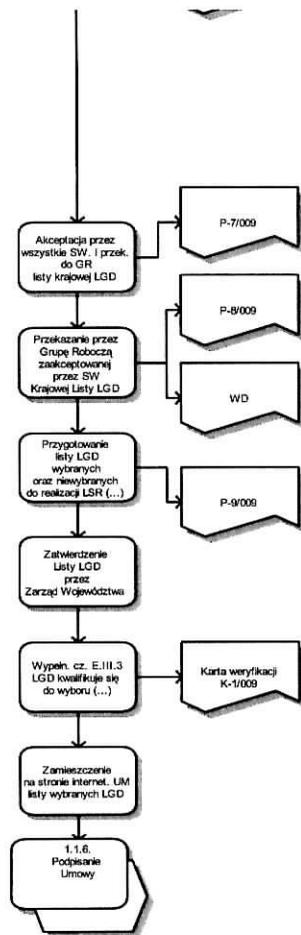 Akceptacja przez
wszystkie SW. I przek.
do GR
listy krajowej LGD
P-7/009
Przekazanie przez
Grupę Roboczą
zaakceptowanej
przez SW
Krajowej Listy LGD
P-8/009
WD
Przygotowanie
listy LGD
wybranych
oraz niewybranych
do realizacji LSR (...)
P-9/009
Zatwierdzenie
Listy LGD
przez
Zarząd Województwa
Wypełn. cz. E.III.3
LGD kwalifikuje się
do wyboru (...)
Karta weryfikacji
K-1/009
Zamieszczenie
na stronie internet. UM
listy wybranych LGD
1.1.6.
Podpisanie
Umowy